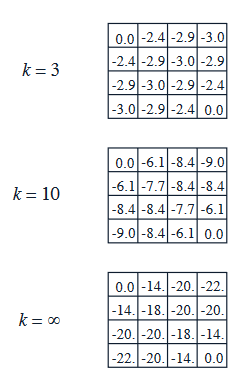 0.0 -2.4 -2.9 -3.0
-2.4 -2.9 -3.0 -2.9
k = 3
-2.9 -3.0 -2.9 -2.4
-3.0 -2.9 -2.4 0.0
0.0 -6.1 -8.4 -9.0
-6.1 -7.7 -8.4 -8.4
k = 10
-8.4 -8.4 -7.7 -6.1
-9.0 -8.4 -6.1 0.0
0.0 -14. -20. -22.
-14. -18. -20. -20.
k = ∞
-20. -20. -18. -14.
-22. -20. -14. 0.0